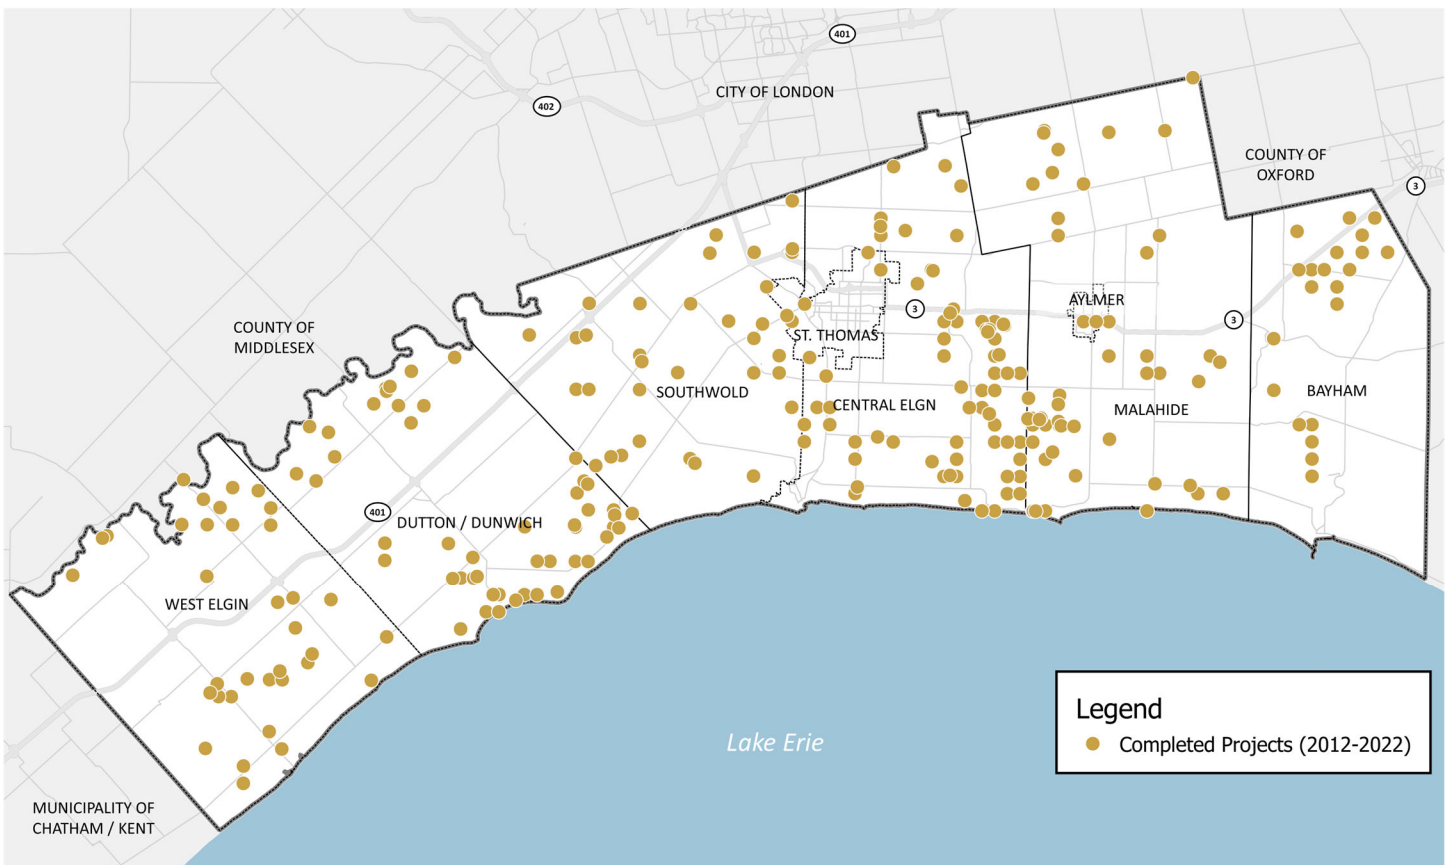 401
CITY OF LONDON
402
COUNTY OF
OXFORD
3
COUNTY OF
MIDDLESEX
AYLMER
3
3
ST. THOMAS
SOUTHWOLD
CENTRAL ELGN
MALAHIDE
BAYHAM
401
DUTTON / DUNWICH
WEST ELGIN
Legend
Completed Projects (2012-2022)
Lake Erie
MUNICIPALITY OF
CHATHAM / KENT